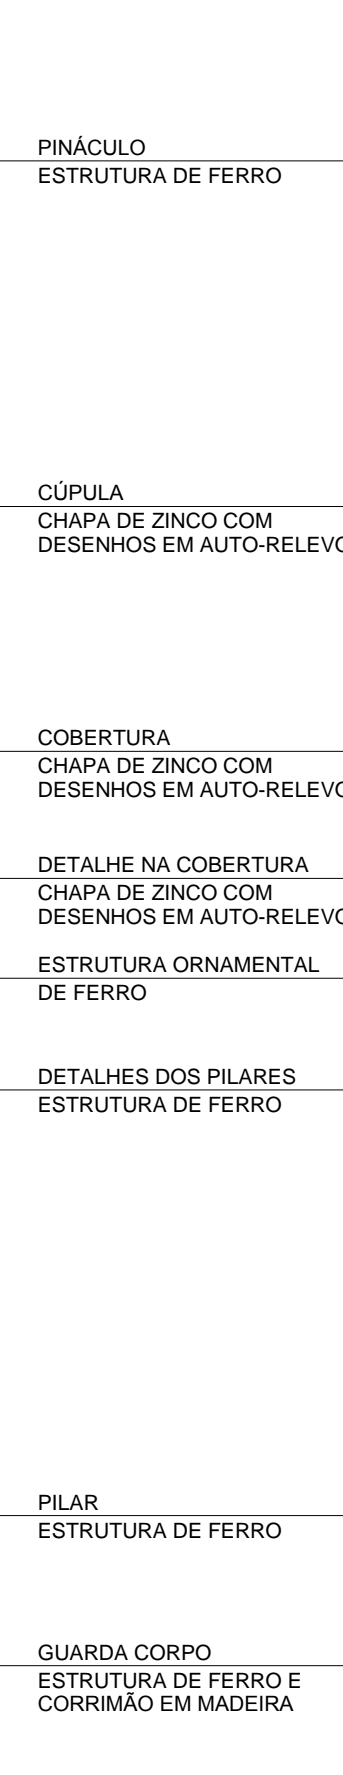 PINÁCULO
ESTRUTURA DE FERRO
CÚPULA
CHAPA DE ZINCO COM
DESENHOS EM AUTO-RELEVO
COBERTURA
CHAPA DE ZINCO COM
DESENHOS EM AUTO-RELEVO
DETALHE NA COBERTURA
CHAPA DE ZINCO COM
DESENHOS EM AUTO-RELEVO
ESTRUTURA ORNAMENTAL
DE FERRO
DETALHES DOS PILARES
ESTRUTURA DE FERRO
PILAR
ESTRUTURA DE FERRO
GUARDA CORPO
ESTRUTURA DE FERRO E
CORRIMÃO EM MADEIRA